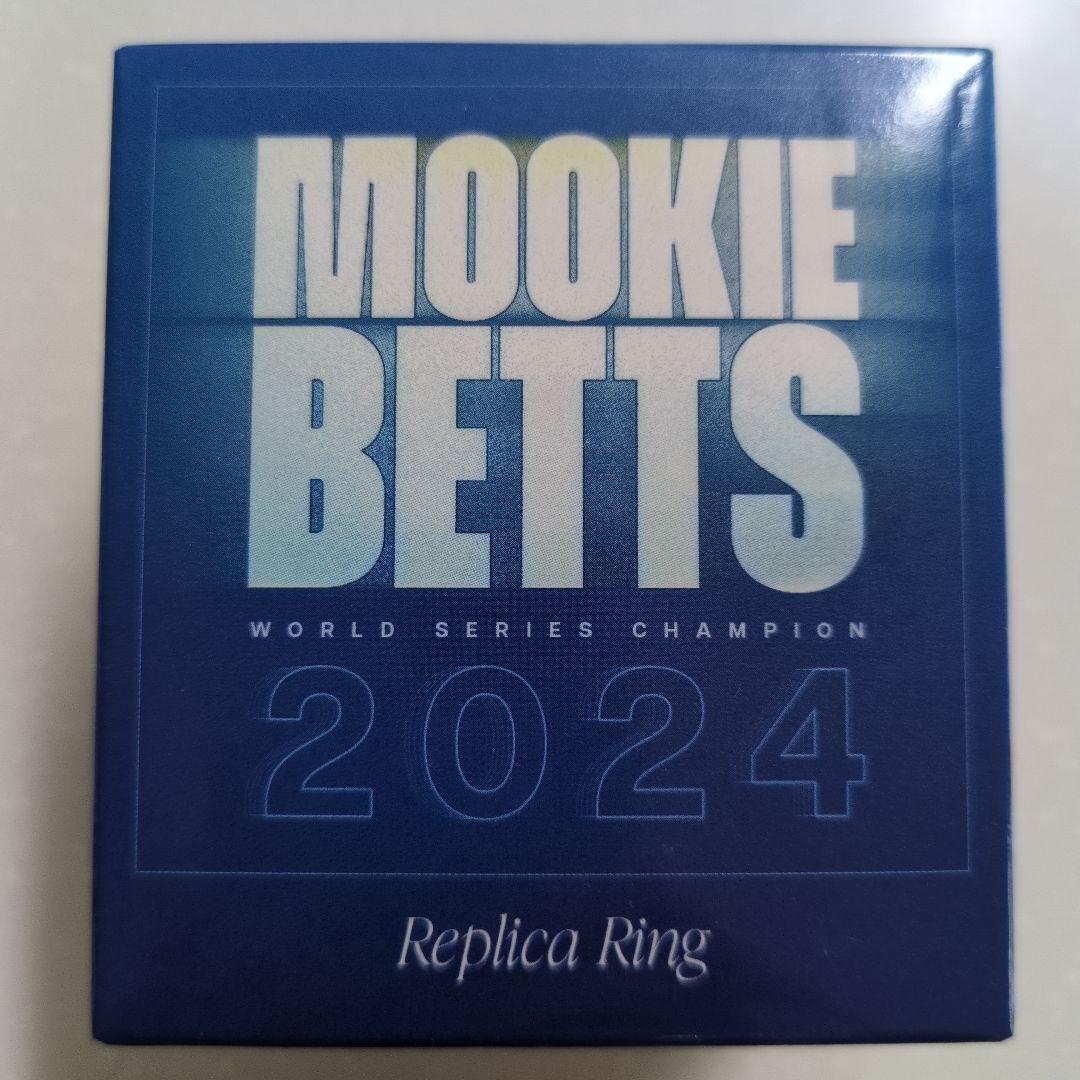 MOOKIE
BETTS
WORLD SERIES CHAMPION
2024
Replica Ring